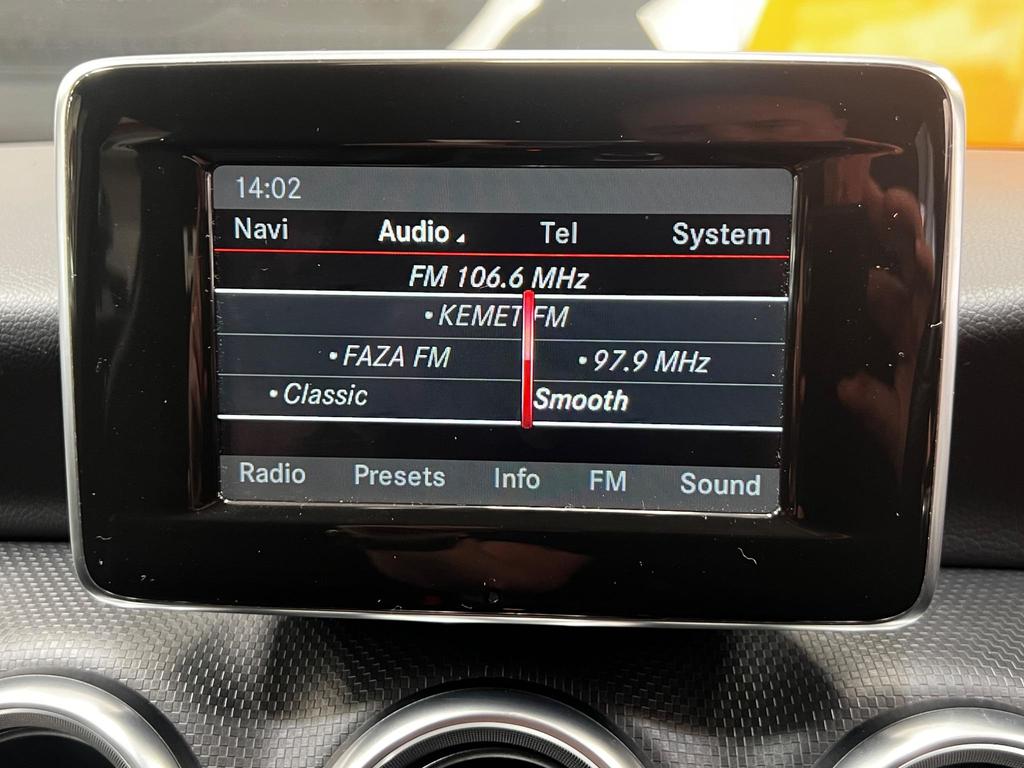 14:02
Navi Audio Tel System
FM 106.6 MHz
•KEMET FM
•FAZA FM •97.9 MHz
•Classic Smooth
Radio Presets Info FM Sound